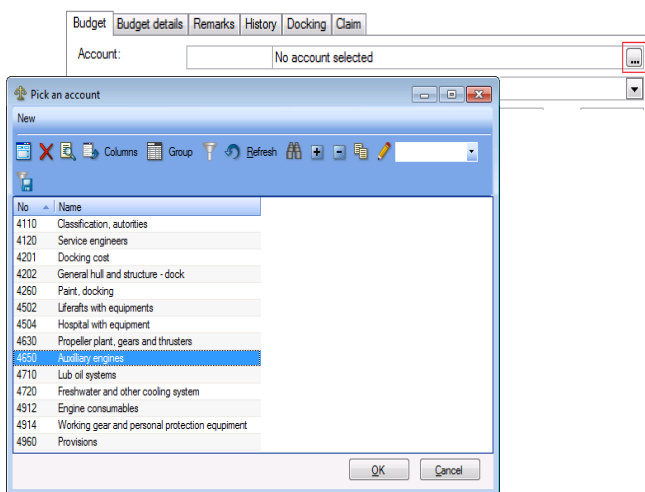 Budget Budget details Remarks History Docking Claim
Account: No account selected ...
Pick an account
New
Columns Group Refresh
No Name
4110 Classification, autorities
4120 Service engineers
4201 Docking cost
4202 General hull and structure - dock
4260 Paint, docking
4502 Liferafts with equipments
4504 Hospital with equipment
4630 Propeller plant, gears and thrusters
4650 Auxilliary engines
4710 Lub oil systems
4720 Freshwater and other cooling system
4912 Engine consumables
4914 Working gear and personal protection equpiment
4960 Provisions
OK Cancel